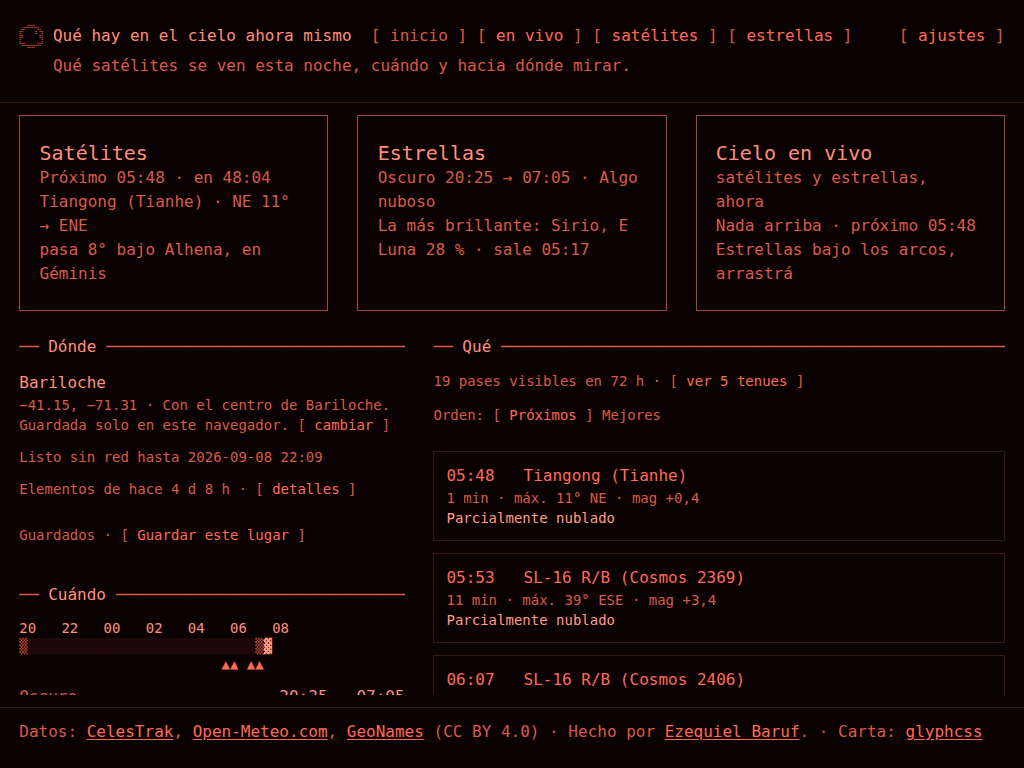 Qué hay en el cielo ahora mismo [ inicio ] [ en vivo ] [ satélites ] [ estrellas ] [ ajustes ]
Qué satélites se ven esta noche, cuándo y hacia dónde mirar.
Satélites
Próximo 05:48 · en 48:04
Tiangong (Tianhe) · NE 11°
→ ENE
pasa 8° bajo Alhena, en
Géminis
Estrellas
Oscuro 20:25 → 07:05 · Algo
nuboso
La más brillante: Sirio, E
Luna 28 % · sale 05:17
Cielo en vivo
satélites y estrellas,
ahora
Nada arriba · próximo 05:48
Estrellas bajo los arcos,
arrastrá
Dónde
Bariloche
−41.15, −71.31 · Con el centro de Bariloche.
Guardada solo en este navegador. [ cambiar ]
Listo sin red hasta 2026-09-08 22:09
Elementos de hace 4 d 8 h · [ detalles ]
Guardados · [ Guardar este lugar ]
Cuándo
20 22 00 02 04 06 08
▲▲ ▲▲
Oscuro 20:25 → 07:05
Qué
19 pases visibles en 72 h · [ ver 5 tenues ]
Orden: [ Próximos ] Mejores
05:48 Tiangong (Tianhe)
1 min · máx. 11° NE · mag +0,4
Parcialmente nublado
05:53 SL-16 R/B (Cosmos 2369)
11 min · máx. 39° ESE · mag +3,4
Parcialmente nublado
06:07 SL-16 R/B (Cosmos 2406)
Datos: CelesTrak, Open-Meteo.com, GeoNames (CC BY 4.0) · Hecho por Ezequiel Baruf. · Carta: glyphcss